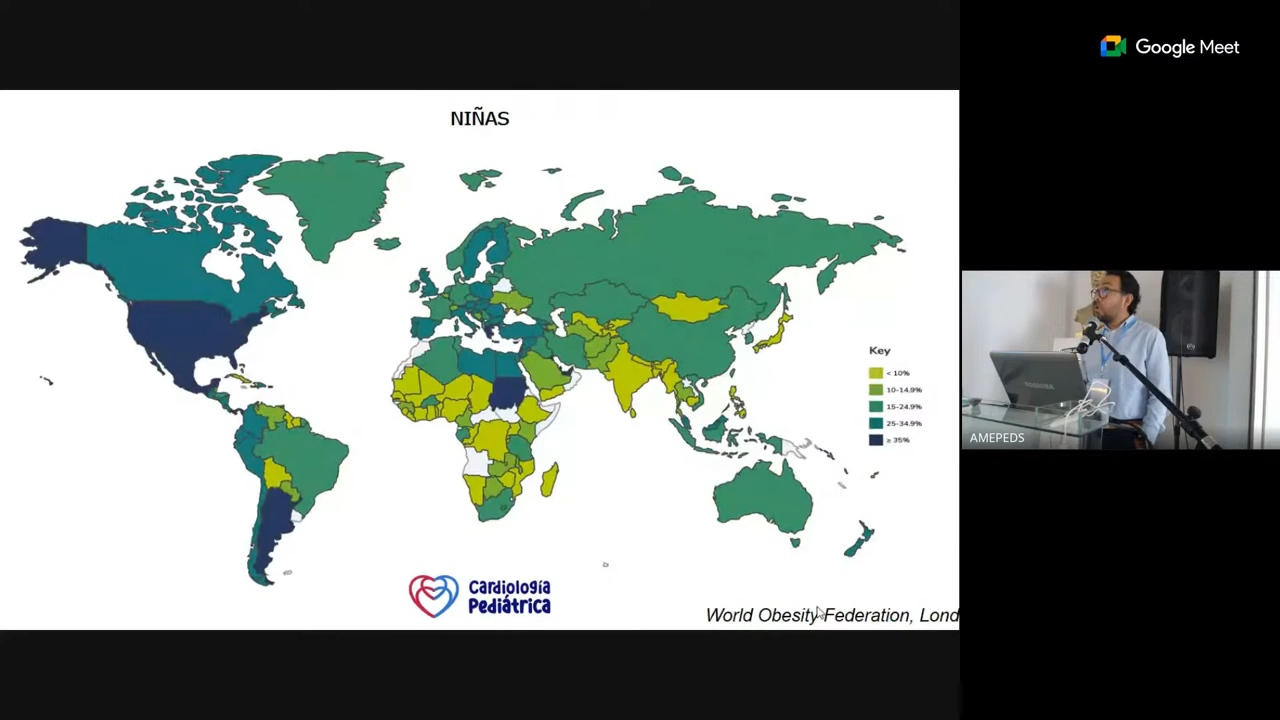 Google Meet
NIÑAS
Key
< 10%
10-14.9%
15-24.9%
25-34.9%
≥ 35%
TOSHIBA
AMEPEDS
Cardiología
Pediátrica
World Obesity Federation, Lond